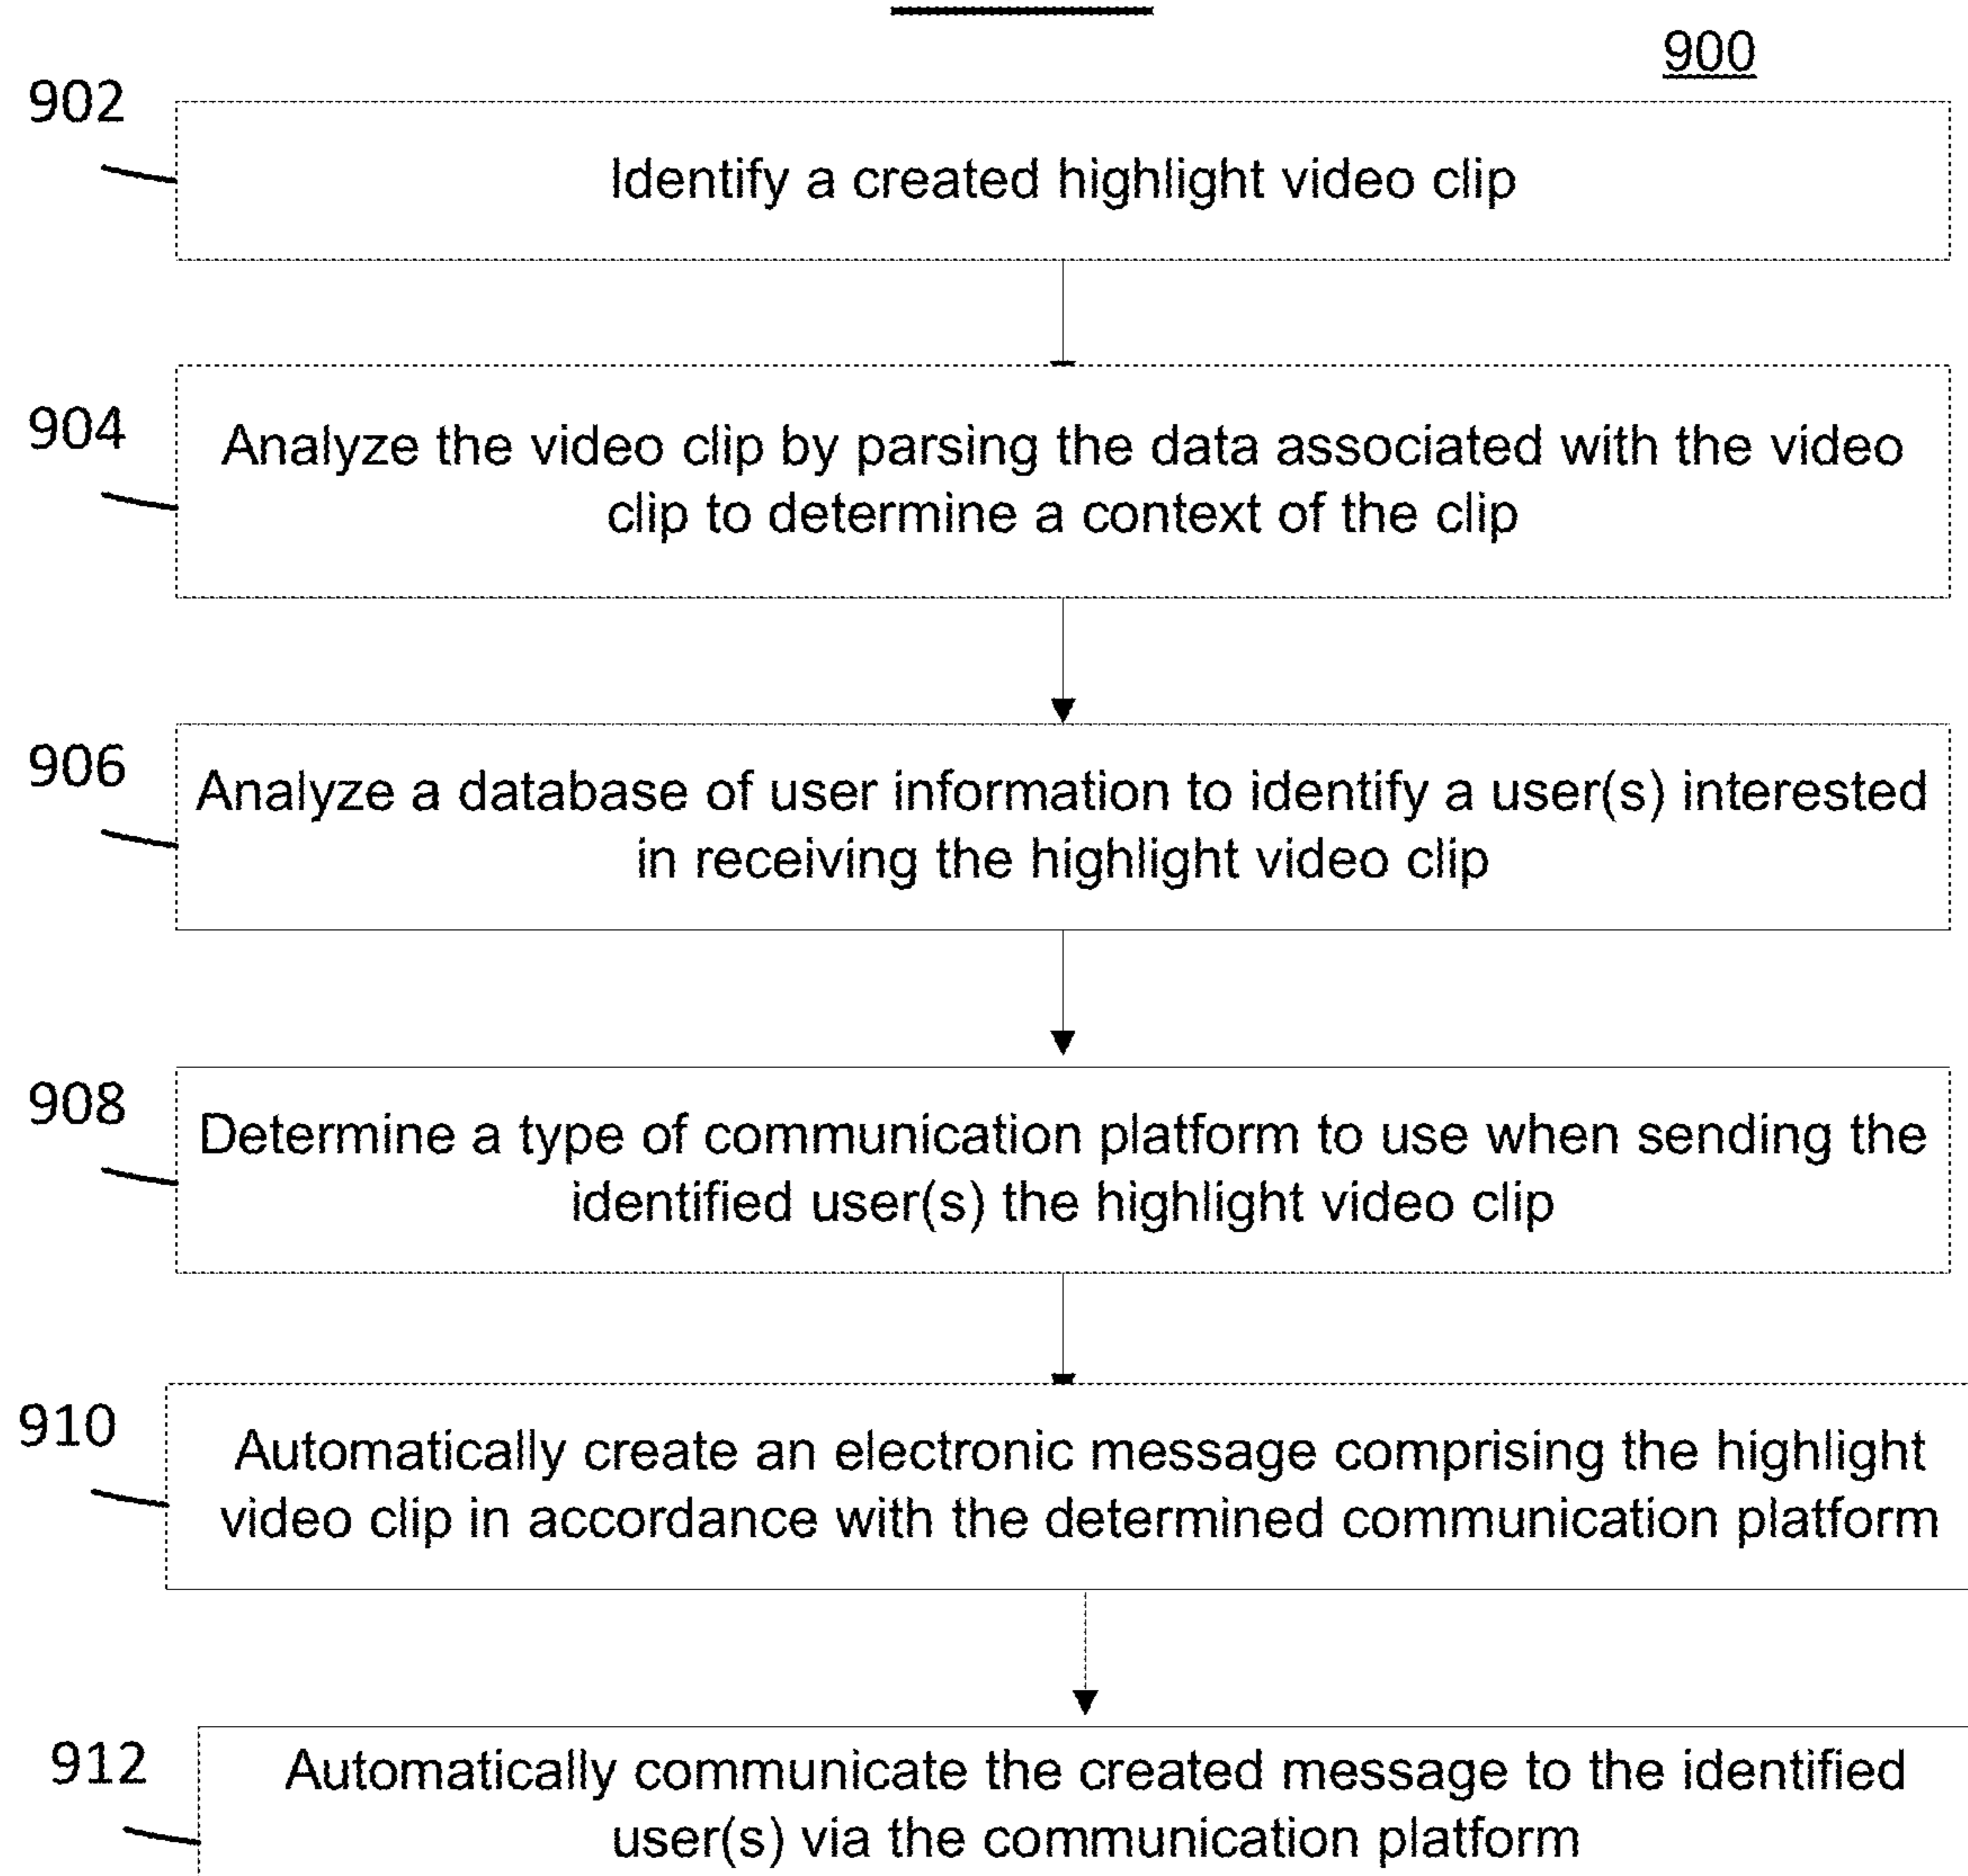 900
902
Identify a created highlight video clip
904
Analyze the video clip by parsing the data associated with the video
clip to determine a context of the clip
906
Analyze a database of user information to identify a user(s) interested
in receiving the highlight video clip
908
Determine a type of communication platform to use when sending the
identified user(s) the highlight video clip
910
Automatically create an electronic message comprising the highlight
video clip in accordance with the determined communication platform
912
Automatically communicate the created message to the identified
user(s) via the communication platform